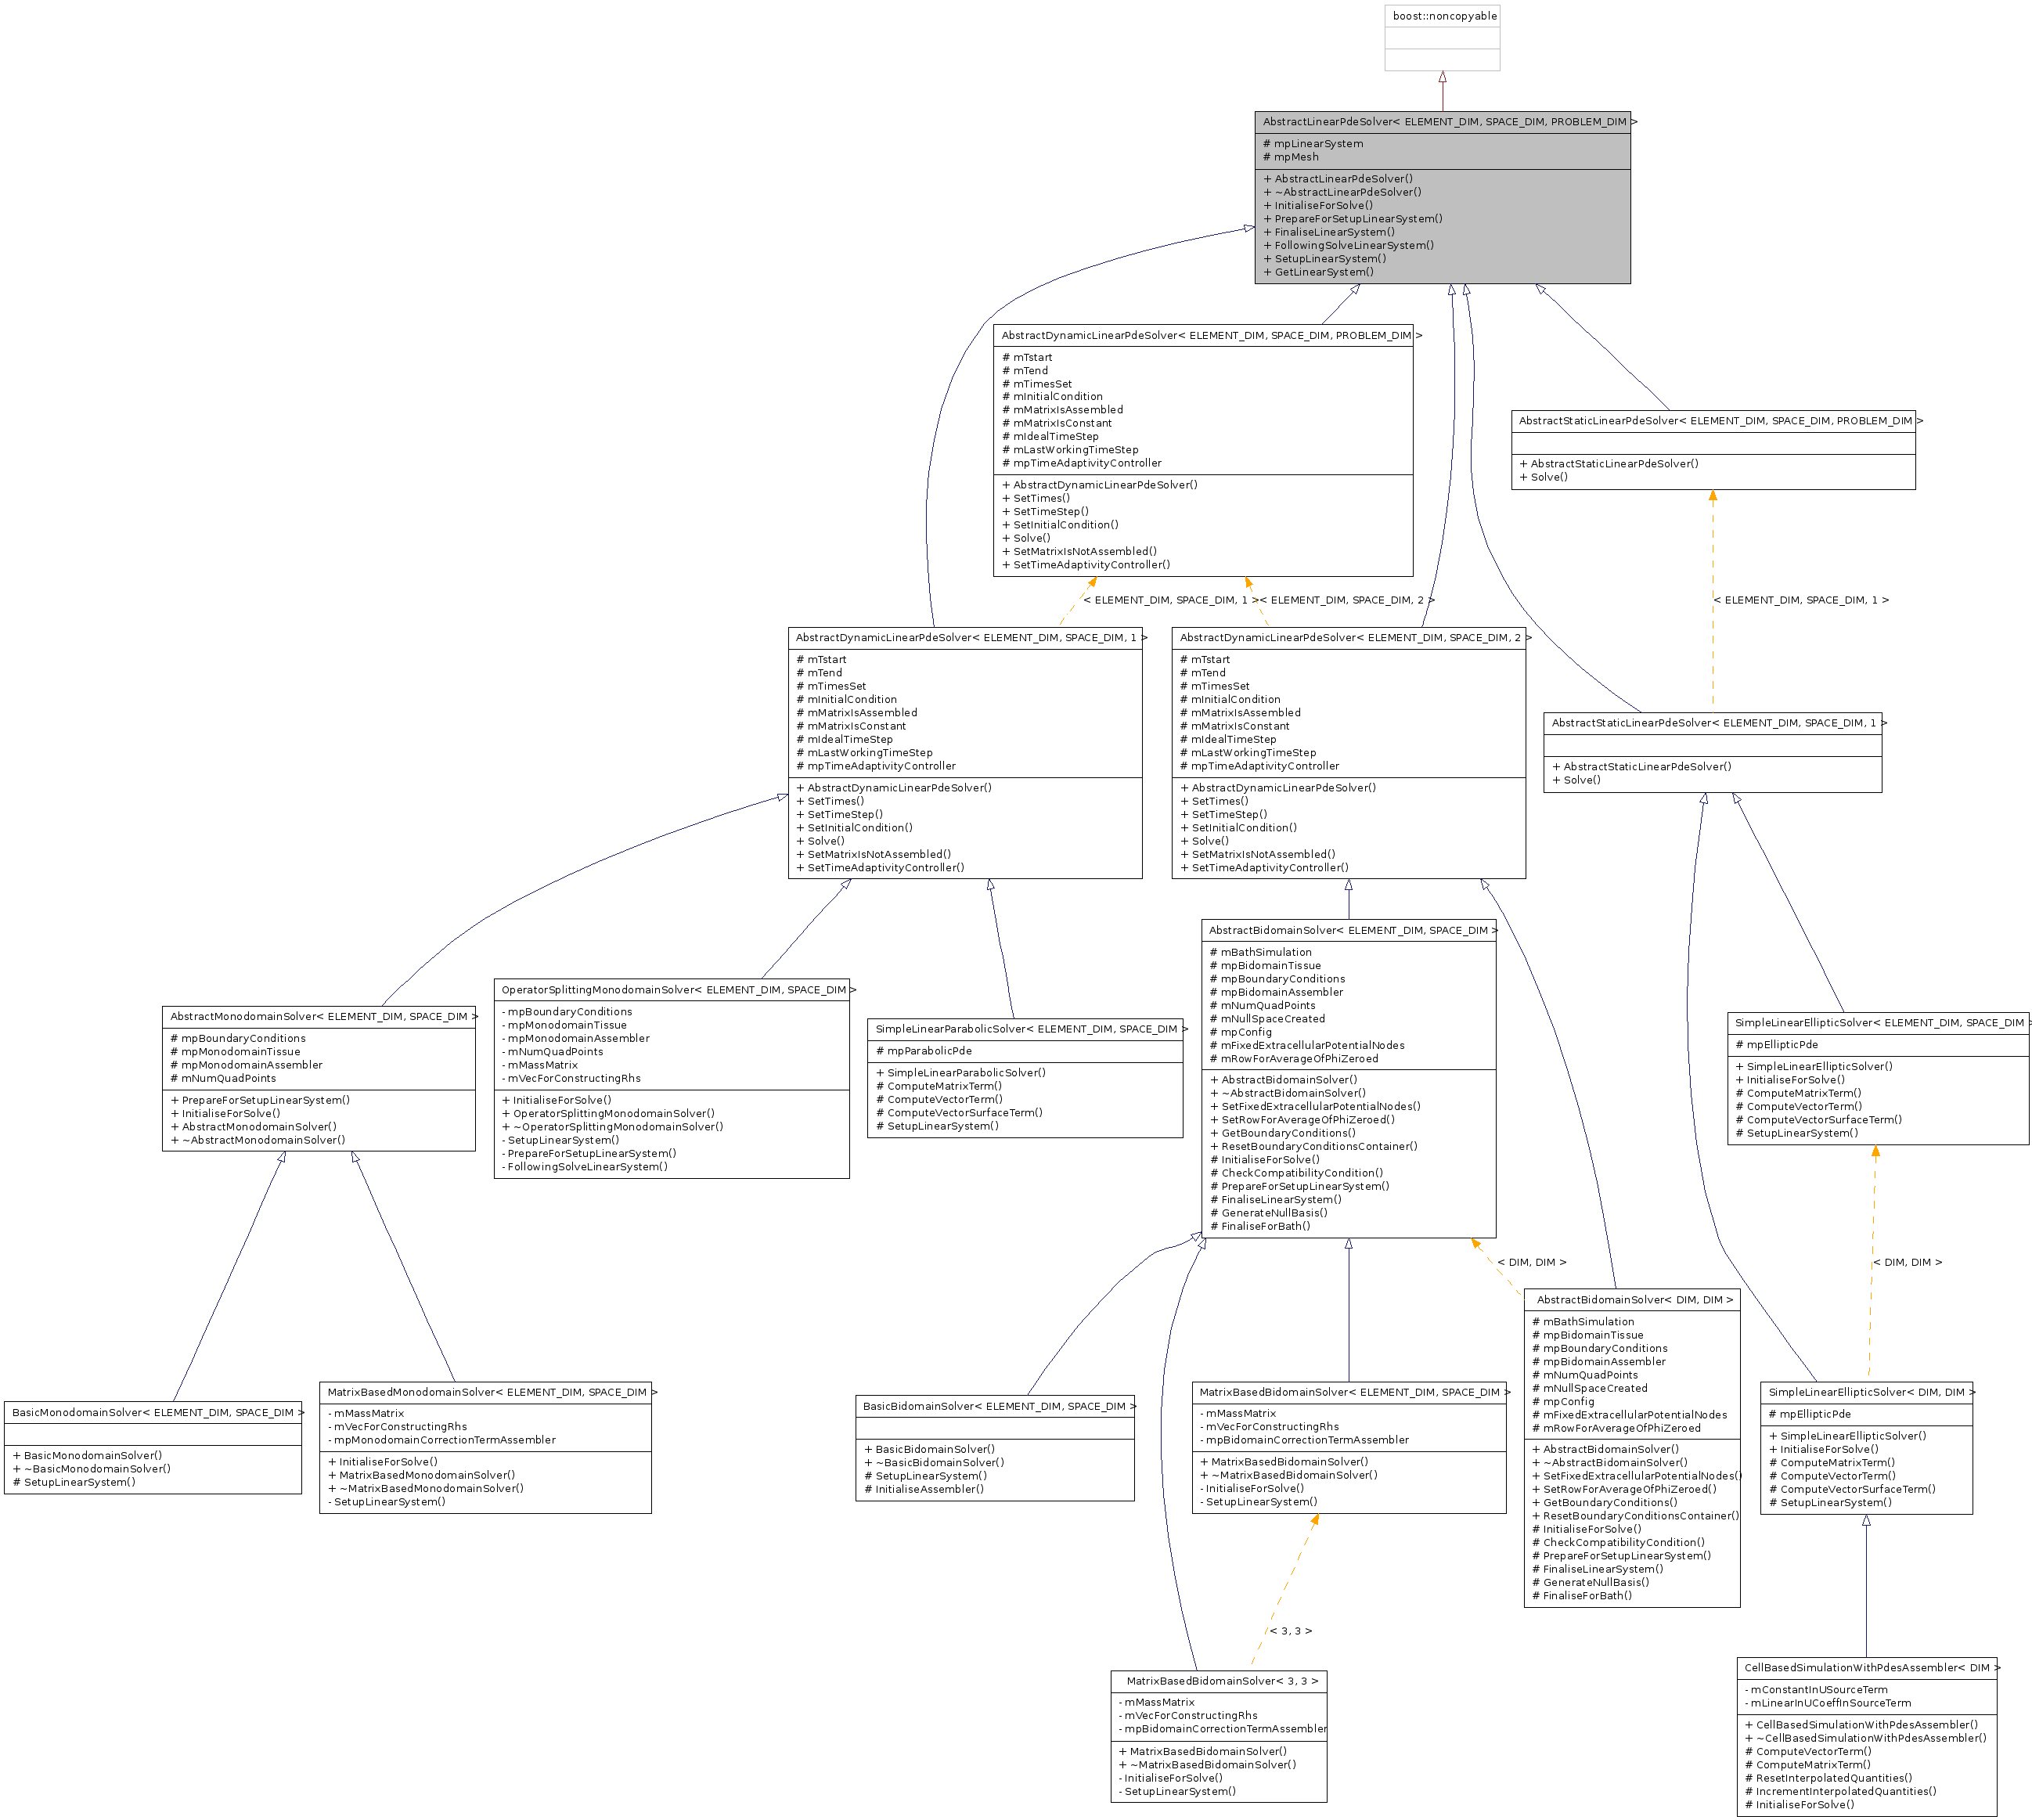 boost::noncopyable
AbstractLinearPdeSolver< ELEMENT_DIM, SPACE_DIM, PROBLEM_DIM >
# mpLinearSystem
# mpMesh
+ AbstractLinearPdeSolver()
+ ~AbstractLinearPdeSolver()
+ InitialiseForSolve()
+ PrepareForSetupLinearSystem()
+ FinaliseLinearSystem()
+ FollowingSolveLinearSystem()
+ SetupLinearSystem()
+ GetLinearSystem()
AbstractDynamicLinearPdeSolver< ELEMENT_DIM, SPACE_DIM, PROBLEM_DIM >
# mTstart
# mTend
# mTimesSet
# mInitialCondition
# mMatrixIsAssembled
# mMatrixIsConstant
# mIdealTimeStep
# mLastWorkingTimeStep
# mpTimeAdaptivityController
+ AbstractDynamicLinearPdeSolver()
+ SetTimes()
+ SetTimeStep()
+ SetInitialCondition()
+ Solve()
+ SetMatrixIsNotAssembled()
+ SetTimeAdaptivityController()
AbstractStaticLinearPdeSolver< ELEMENT_DIM, SPACE_DIM, PROBLEM_DIM >
+ AbstractStaticLinearPdeSolver()
+ Solve()
< ELEMENT_DIM, SPACE_DIM, 1 >
< ELEMENT_DIM, SPACE_DIM, 2 >
< ELEMENT_DIM, SPACE_DIM, 1 >
AbstractDynamicLinearPdeSolver< ELEMENT_DIM, SPACE_DIM, 1 >
# mTstart
# mTend
# mTimesSet
# mInitialCondition
# mMatrixIsAssembled
# mMatrixIsConstant
# mIdealTimeStep
# mLastWorkingTimeStep
# mpTimeAdaptivityController
+ AbstractDynamicLinearPdeSolver()
+ SetTimes()
+ SetTimeStep()
+ SetInitialCondition()
+ Solve()
+ SetMatrixIsNotAssembled()
+ SetTimeAdaptivityController()
AbstractDynamicLinearPdeSolver< ELEMENT_DIM, SPACE_DIM, 2 >
# mTstart
# mTend
# mTimesSet
# mInitialCondition
# mMatrixIsAssembled
# mMatrixIsConstant
# mIdealTimeStep
# mLastWorkingTimeStep
# mpTimeAdaptivityController
+ AbstractDynamicLinearPdeSolver()
+ SetTimes()
+ SetTimeStep()
+ SetInitialCondition()
+ Solve()
+ SetMatrixIsNotAssembled()
+ SetTimeAdaptivityController()
AbstractStaticLinearPdeSolver< ELEMENT_DIM, SPACE_DIM, 1 >
+ AbstractStaticLinearPdeSolver()
+ Solve()
AbstractMonodomainSolver< ELEMENT_DIM, SPACE_DIM >
# mpBoundaryConditions
# mpMonodomainTissue
# mpMonodomainAssembler
# mNumQuadPoints
+ PrepareForSetupLinearSystem()
+ InitialiseForSolve()
+ AbstractMonodomainSolver()
+ ~AbstractMonodomainSolver()
OperatorSplittingMonodomainSolver< ELEMENT_DIM, SPACE_DIM >
- mpBoundaryConditions
- mpMonodomainTissue
- mpMonodomainAssembler
- mNumQuadPoints
- mMassMatrix
- mVecForConstructingRhs
+ InitialiseForSolve()
+ OperatorSplittingMonodomainSolver()
+ ~OperatorSplittingMonodomainSolver()
- SetupLinearSystem()
- PrepareForSetupLinearSystem()
- FollowingSolveLinearSystem()
SimpleLinearParabolicSolver< ELEMENT_DIM, SPACE_DIM >
# mpParabolicPde
+ SimpleLinearParabolicSolver()
# ComputeMatrixTerm()
# ComputeVectorTerm()
# ComputeVectorSurfaceTerm()
# SetupLinearSystem()
AbstractBidomainSolver< ELEMENT_DIM, SPACE_DIM >
# mBathSimulation
# mpBidomainTissue
# mpBoundaryConditions
# mpBidomainAssembler
# mNumQuadPoints
# mNullSpaceCreated
# mpConfig
# mFixedExtracellularPotentialNodes
# mRowForAverageOfPhiZeroed
+ AbstractBidomainSolver()
+ ~AbstractBidomainSolver()
+ SetFixedExtracellularPotentialNodes()
+ SetRowForAverageOfPhiZeroed()
+ GetBoundaryConditions()
+ ResetBoundaryConditionsContainer()
# InitialiseForSolve()
# CheckCompatibilityCondition()
# PrepareForSetupLinearSystem()
# FinaliseLinearSystem()
# GenerateNullBasis()
# FinaliseForBath()
SimpleLinearEllipticSolver< ELEMENT_DIM, SPACE_DIM >
# mpEllipticPde
+ SimpleLinearEllipticSolver()
+ InitialiseForSolve()
# ComputeMatrixTerm()
# ComputeVectorTerm()
# ComputeVectorSurfaceTerm()
# SetupLinearSystem()
< DIM, DIM >
< DIM, DIM >
BasicMonodomainSolver< ELEMENT_DIM, SPACE_DIM >
+ BasicMonodomainSolver()
+ ~BasicMonodomainSolver()
# SetupLinearSystem()
MatrixBasedMonodomainSolver< ELEMENT_DIM, SPACE_DIM >
- mMassMatrix
- mVecForConstructingRhs
- mpMonodomainCorrectionTermAssembler
+ InitialiseForSolve()
+ MatrixBasedMonodomainSolver()
+ ~MatrixBasedMonodomainSolver()
- SetupLinearSystem()
BasicBidomainSolver< ELEMENT_DIM, SPACE_DIM >
+ BasicBidomainSolver()
+ ~BasicBidomainSolver()
# SetupLinearSystem()
# InitialiseAssembler()
MatrixBasedBidomainSolver< ELEMENT_DIM, SPACE_DIM >
- mMassMatrix
- mVecForConstructingRhs
- mpBidomainCorrectionTermAssembler
+ MatrixBasedBidomainSolver()
+ ~MatrixBasedBidomainSolver()
- InitialiseForSolve()
- SetupLinearSystem()
AbstractBidomainSolver< DIM, DIM >
# mBathSimulation
# mpBidomainTissue
# mpBoundaryConditions
# mpBidomainAssembler
# mNumQuadPoints
# mNullSpaceCreated
# mpConfig
# mFixedExtracellularPotentialNodes
# mRowForAverageOfPhiZeroed
+ AbstractBidomainSolver()
+ ~AbstractBidomainSolver()
+ SetFixedExtracellularPotentialNodes()
+ SetRowForAverageOfPhiZeroed()
+ GetBoundaryConditions()
+ ResetBoundaryConditionsContainer()
# InitialiseForSolve()
# CheckCompatibilityCondition()
# PrepareForSetupLinearSystem()
# FinaliseLinearSystem()
# GenerateNullBasis()
# FinaliseForBath()
SimpleLinearEllipticSolver< DIM, DIM >
# mpEllipticPde
+ SimpleLinearEllipticSolver()
+ InitialiseForSolve()
# ComputeMatrixTerm()
# ComputeVectorTerm()
# ComputeVectorSurfaceTerm()
# SetupLinearSystem()
< 3, 3 >
MatrixBasedBidomainSolver< 3, 3 >
- mMassMatrix
- mVecForConstructingRhs
- mpBidomainCorrectionTermAssembler
+ MatrixBasedBidomainSolver()
+ ~MatrixBasedBidomainSolver()
- InitialiseForSolve()
- SetupLinearSystem()
CellBasedSimulationWithPdesAssembler< DIM >
- mConstantInUSourceTerm
- mLinearInUCoeffInSourceTerm
+ CellBasedSimulationWithPdesAssembler()
+ ~CellBasedSimulationWithPdesAssembler()
# ComputeVectorTerm()
# ComputeMatrixTerm()
# ResetInterpolatedQuantities()
# IncrementInterpolatedQuantities()
# InitialiseForSolve()